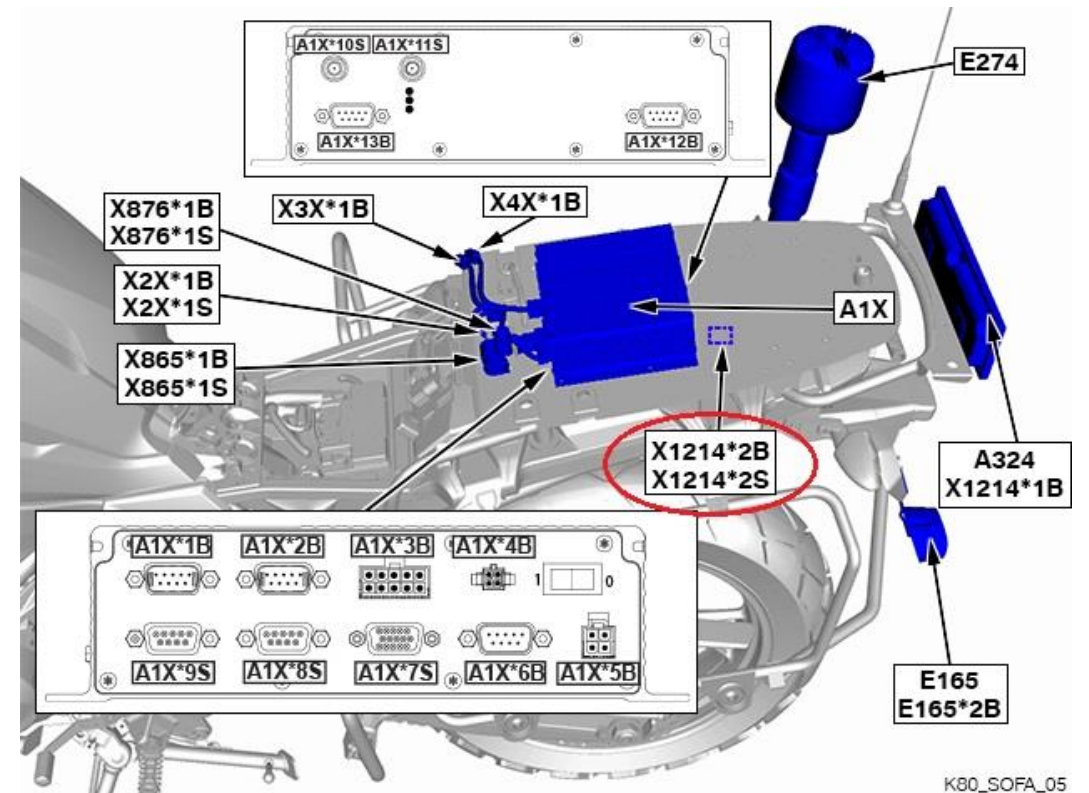 A1X*10S A1X*11S
A1X*13B
A1X*12B
E274
X876*1B
X876*1S
X3X*1B
X4X*1B
X2X*1B
X2X*1S
A1X
X865*1B
X865*1S
X1214*2B
X1214*2S
A324
X1214*1B
A1X*1B A1X*2B A1X*3B A1X*4B
1 0
A1X*9S A1X*8S A1X*7S A1X*6B A1X*5B
E165
E165*2B
K80_SOFA_05